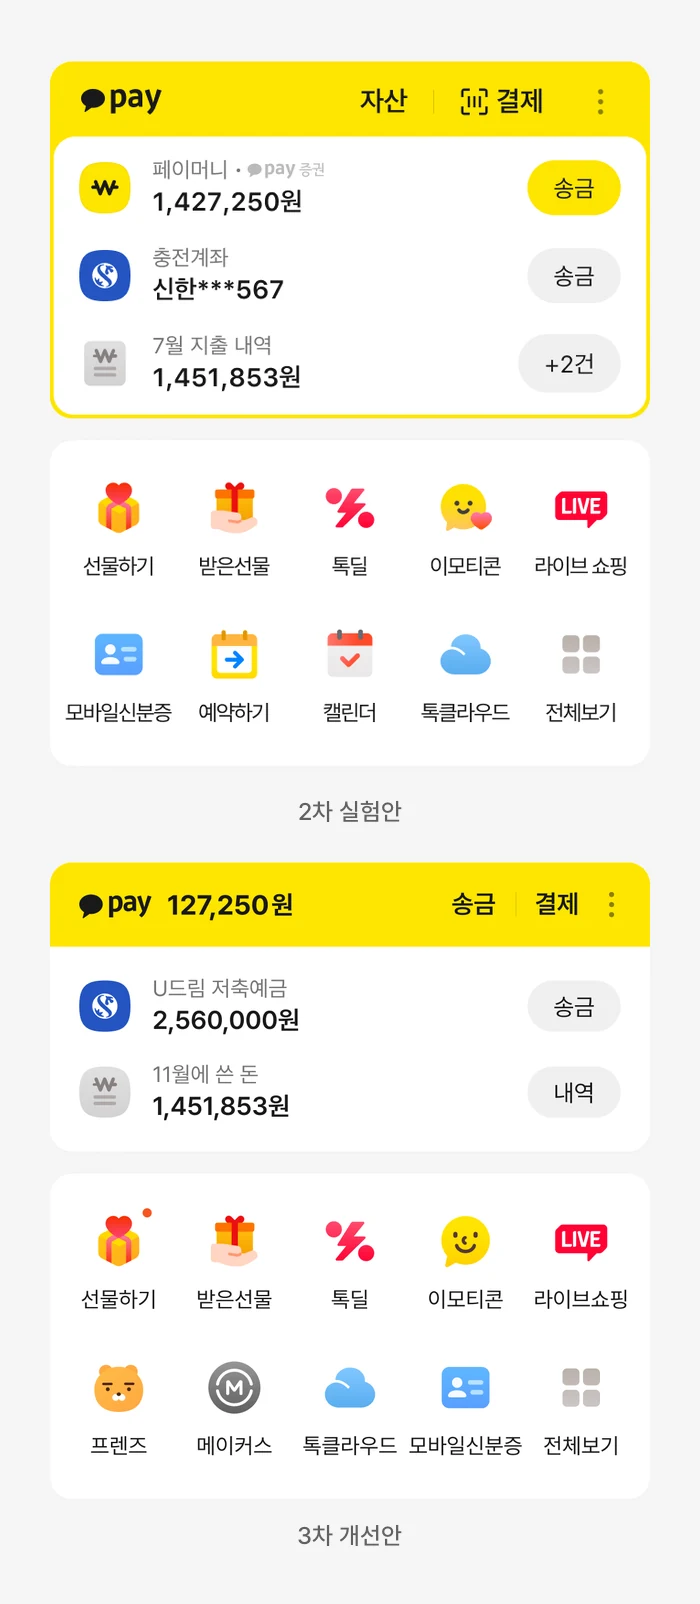 pay 자산 결제
페이머니 • pay 증권
1,427,250원
송금
충전계좌
신한***567
송금
7월 지출 내역
1,451,853원
+2건
LIVE
선물하기 받은선물 톡딜 이모티콘 라이브 쇼핑
모바일신분증 예약하기 캘린더 톡클라우드 전체보기
2차 실험안
pay 127,250원 송금 결제
U드림 저축예금
2,560,000원
송금
11월에 쓴 돈
1,451,853원
내역
LIVE
선물하기 받은선물 톡딜 이모티콘 라이브쇼핑
M
프렌즈 메이커스 톡클라우드 모바일신분증 전체보기
3차 개선안